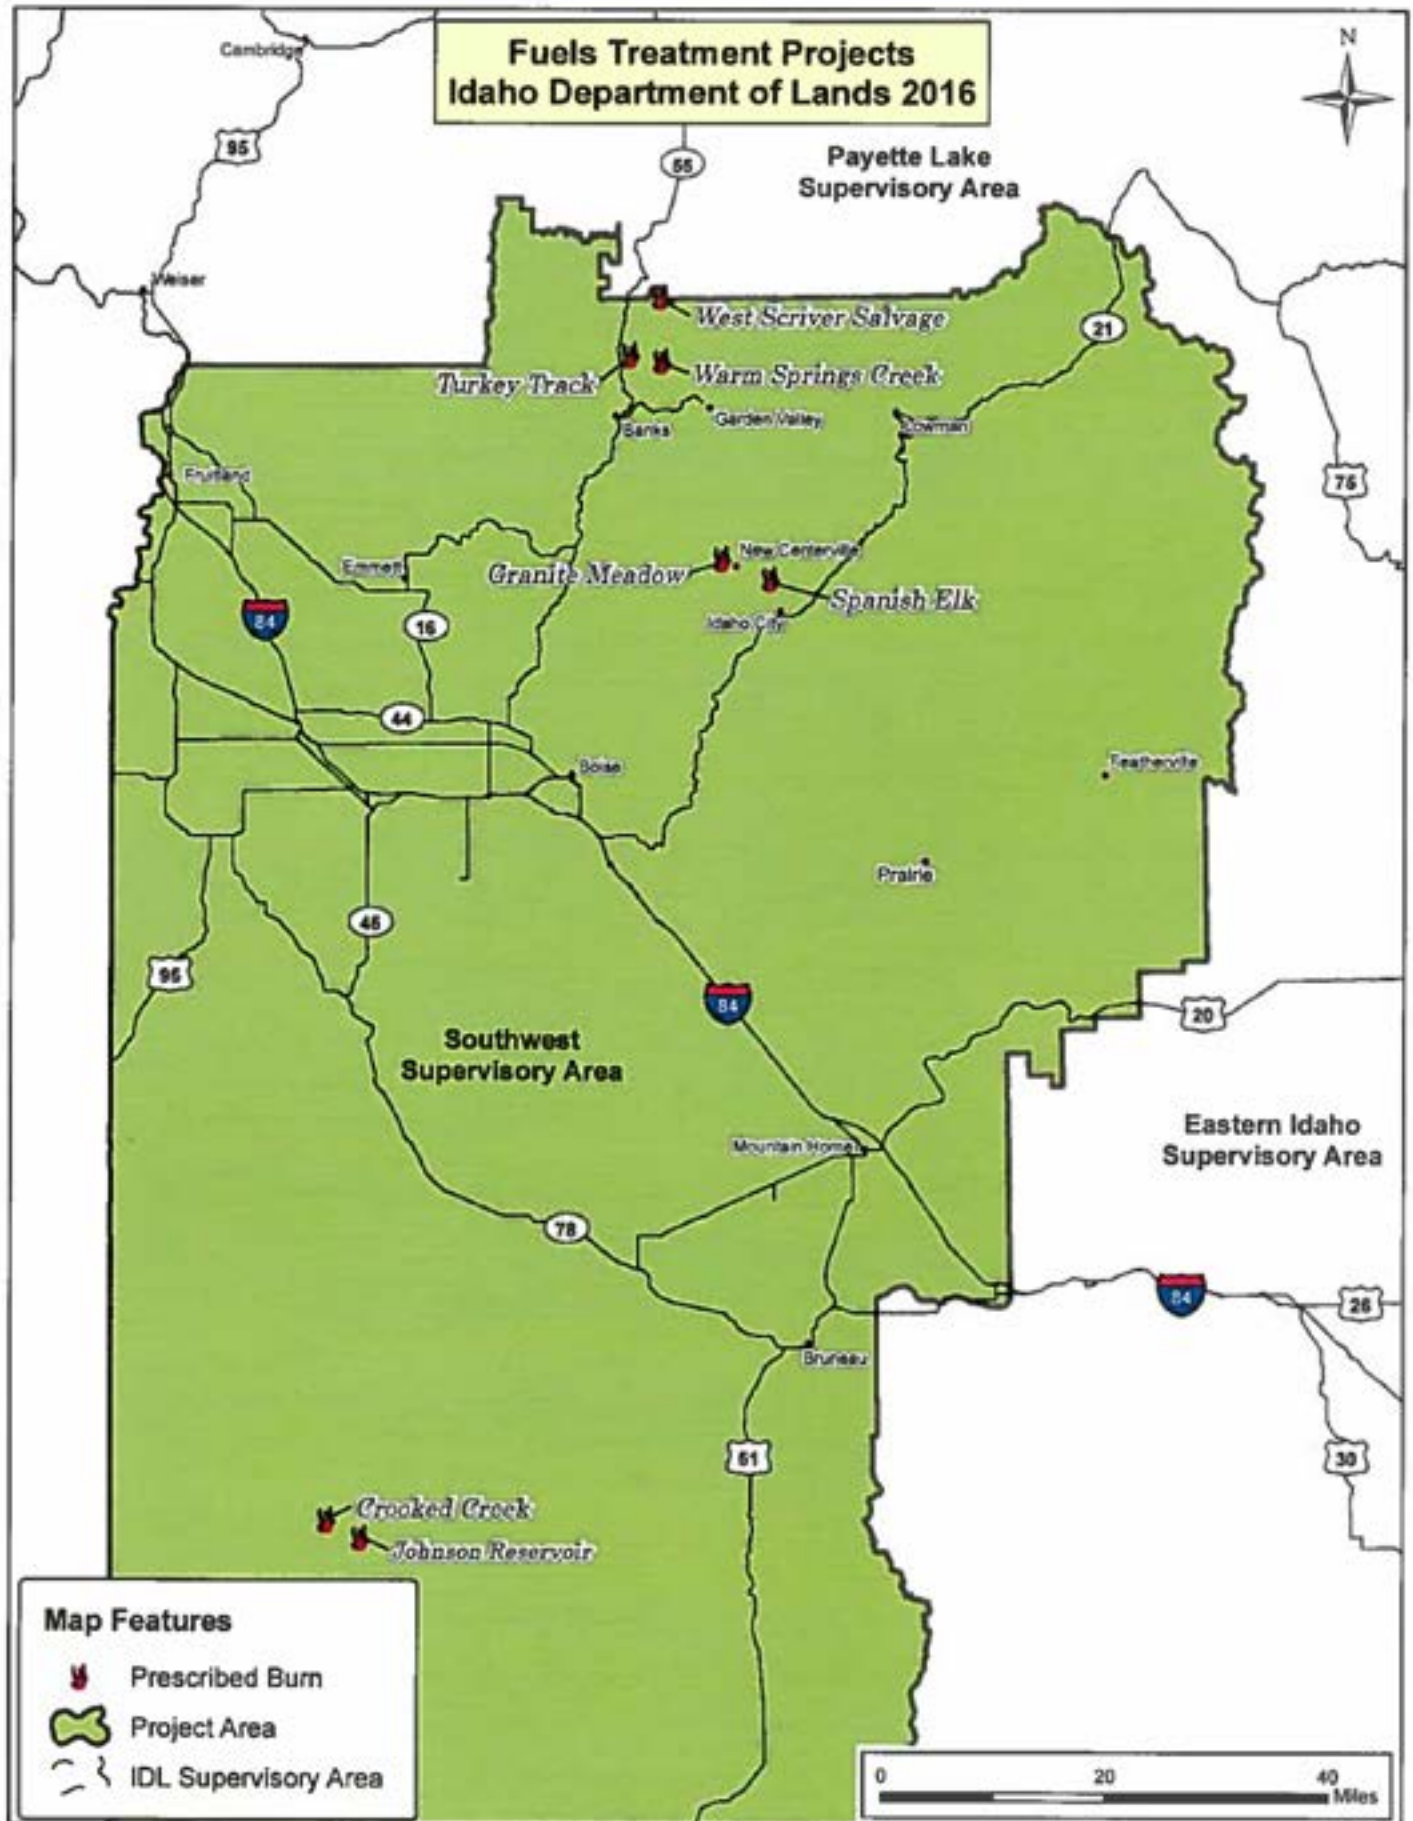 Fuels Treatment Projects
Idaho Department of Lands 2016
N
Cambridge
95
55
Payette Lake
Supervisory Area
Weiser
West Scriver Salvage
21
Turkey Track
Warm Springs Creek
Garden Valley
Banks
Lowman
Fruitland
75
New Centerville
Emmett
Granite Meadow
Spanish Elk
84
16
Idaho City
44
Boise
Featherville
Prairie
45
95
84
20
Southwest
Supervisory Area
Eastern Idaho
Supervisory Area
Mountain Home
78
84
26
Bruneau
51
30
Crooked Creek
Johnson Reservoir
Map Features
Prescribed Burn
Project Area
IDL Supervisory Area
0 20 40
Miles